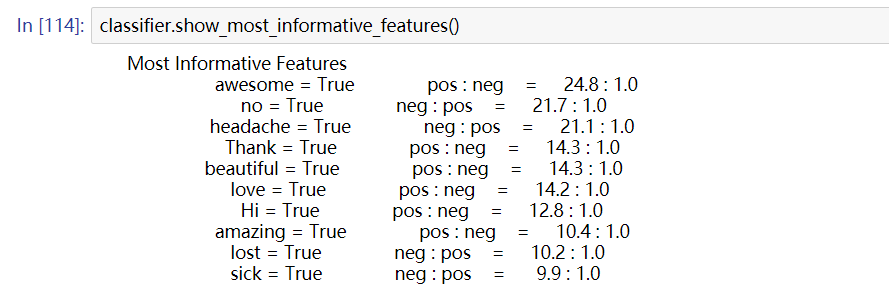 In [114]: classifier.show_most_informative_features()
Most Informative Features
awesome = True pos : neg = 24.8 : 1.0
no = True neg : pos = 21.7 : 1.0
headache = True neg : pos = 21.1 : 1.0
Thank = True pos : neg = 14.3 : 1.0
beautiful = True pos : neg = 14.3 : 1.0
love = True pos : neg = 14.2 : 1.0
Hi = True pos : neg = 12.8 : 1.0
amazing = True pos : neg = 10.4 : 1.0
lost = True neg : pos = 10.2 : 1.0
sick = True neg : pos = 9.9 : 1.0